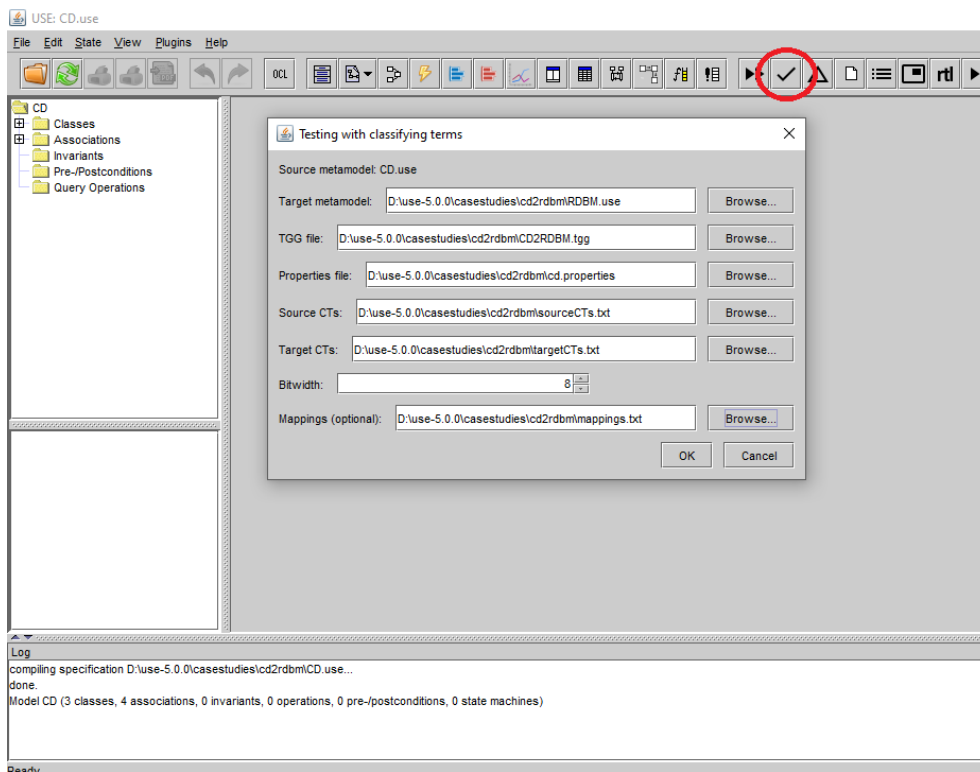 USE: CD.use
File Edit State View Plugins Help
OCL
rtl
CD
Classes
Associations
Invariants
Pre-/Postconditions
Query Operations
Testing with classifying terms
Source metamodel: CD.use
Target metamodel: D:\use-5.0.0\casestudies\cd2rdbm\RDBM.use Browse...
TGG file: D:\use-5.0.0\casestudies\cd2rdbm\CD2RDBM.tgg Browse...
Properties file: D:\use-5.0.0\casestudies\cd2rdbm\cd.properties Browse...
Source CTs: D:\use-5.0.0\casestudies\cd2rdbm\sourceCTs.txt Browse...
Target CTs: D:\use-5.0.0\casestudies\cd2rdbm\targetCTs.txt Browse...
Bitwidth: 8
Mappings (optional): D:\use-5.0.0\casestudies\cd2rdbm\mappings.txt Browse...
OK Cancel
Log
compiling specification D:\use-5.0.0\casestudies\cd2rdbm\CD.use...
done.
Model CD (3 classes, 4 associations, 0 invariants, 0 operations, 0 pre-/postconditions, 0 state machines)
Ready.